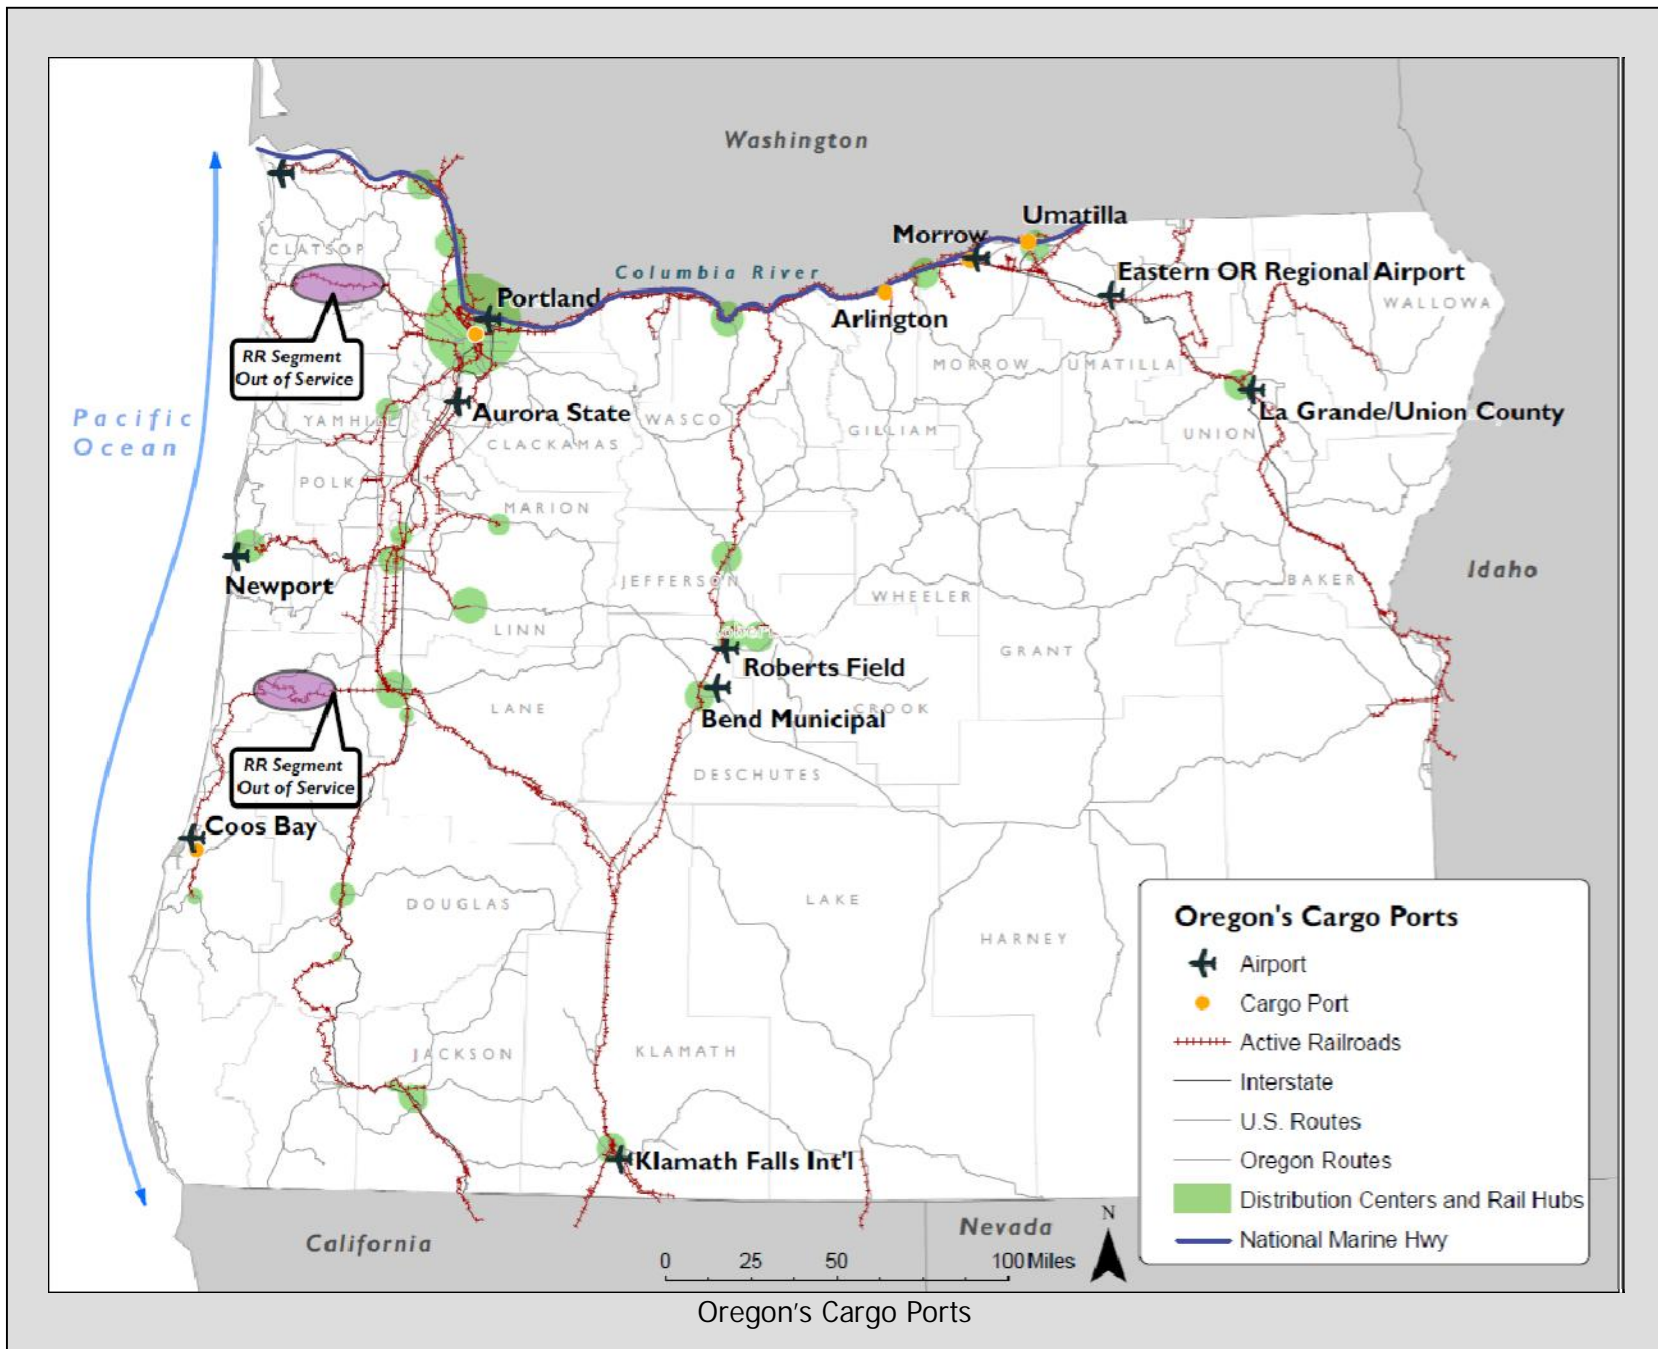 Washington
Umatilla
Morrow
CLATSOP
Columbia River
Eastern OR Regional Airport
Portland
WALLOWA
Arlington
RR Segment
Out of Service
MORROW
UMATILLA
Pacific
Ocean
YAMHILL
Aurora State
WASCO
La Grande/Union County
CLACKAMAS
GILLIAM
UNION
POLK
MARION
Newport
JEFFERSON
Idaho
BAKER
WHEELER
LINN
GRANT
Roberts Field
LANE
CROOK
Bend Municipal
RR Segment
Out of Service
DESCHUTES
Coos Bay
DOUGLAS
LAKE
HARNEY
JACKSON
KLAMATH
Klamath Falls Int'l
California
Nevada
N
0 25 50 100 Miles
Oregon's Cargo Ports
Airport
Cargo Port
Active Railroads
Interstate
U.S. Routes
Oregon Routes
Distribution Centers and Rail Hubs
National Marine Hwy
Oregon's Cargo Ports